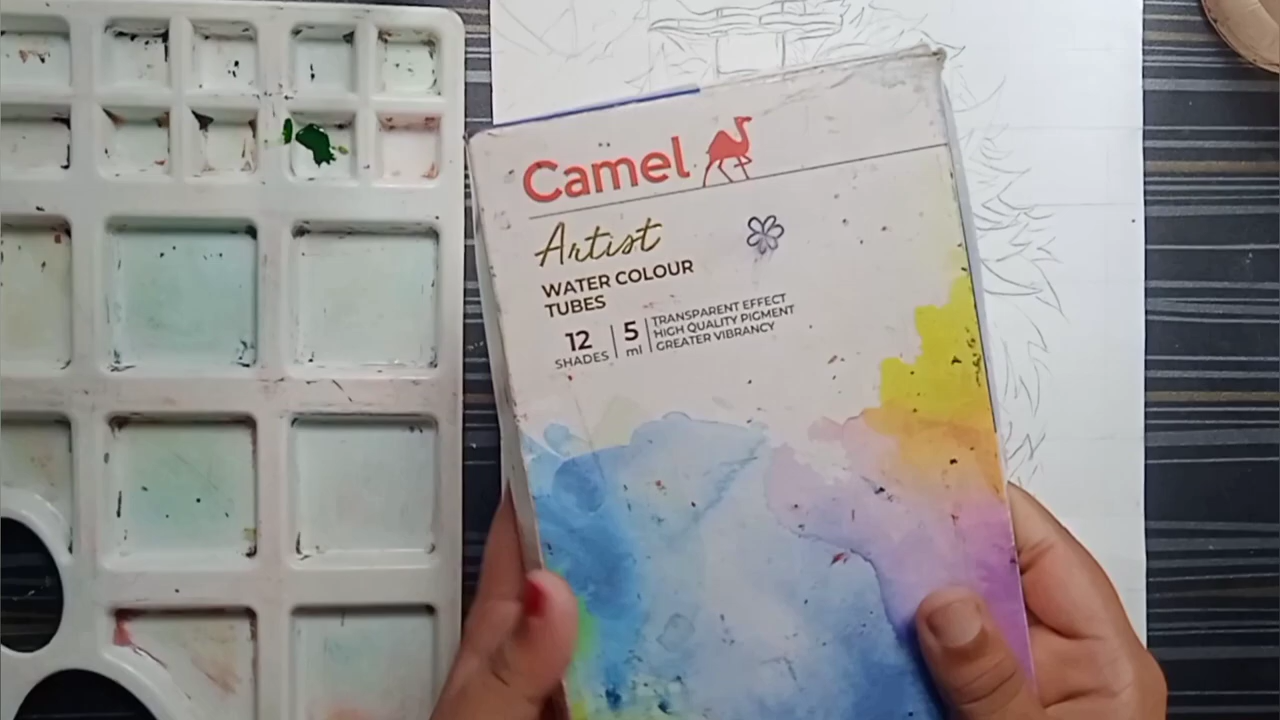 Camel
Artist
WATER COLOUR
TUBES
12
SHADES
5
ml
TRANSPARENT EFFECT
HIGH QUALITY PIGMENT
GREATER VIBRANCY